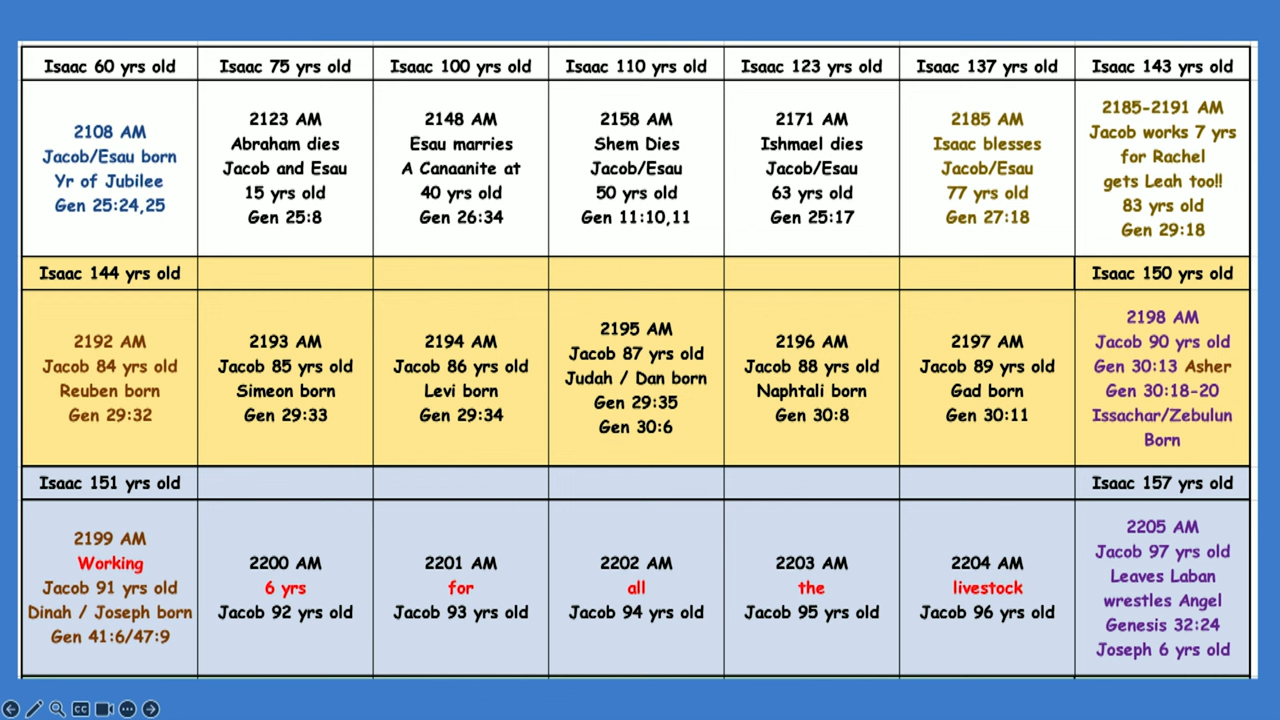 Isaac 60 yrs old
Isaac 75 yrs old
Isaac 100 yrs old
Isaac 110 yrs old
Isaac 123 yrs old
Isaac 137 yrs old
Isaac 143 yrs old
2108 AM
Jacob/Esau born
Yr of Jubilee
Gen 25:24,25
2123 AM
Abraham dies
Jacob and Esau
15 yrs old
Gen 25:8
2148 AM
Esau marries
A Canaanite at
40 yrs old
Gen 26:34
2158 AM
Shem Dies
Jacob/Esau
50 yrs old
Gen 11:10,11
2171 AM
Ishmael dies
Jacob/Esau
63 yrs old
Gen 25:17
2185 AM
Isaac blesses
Jacob/Esau
77 yrs old
Gen 27:18
2185-2191 AM
Jacob works 7 yrs
for Rachel
gets Leah too!!
83 yrs old
Gen 29:18
Isaac 144 yrs old
Isaac 150 yrs old
2192 AM
Jacob 84 yrs old
Reuben born
Gen 29:32
2193 AM
Jacob 85 yrs old
Simeon born
Gen 29:33
2194 AM
Jacob 86 yrs old
Levi born
Gen 29:34
2195 AM
Jacob 87 yrs old
Judah / Dan born
Gen 29:35
Gen 30:6
2196 AM
Jacob 88 yrs old
Naphtali born
Gen 30:8
2197 AM
Jacob 89 yrs old
Gad born
Gen 30:11
2198 AM
Jacob 90 yrs old
Gen 30:13 Asher
Gen 30:18-20
Issachar/Zebulun
Born
Isaac 151 yrs old
Isaac 157 yrs old
2199 AM
Working
Jacob 91 yrs old
Dinah / Joseph born
Gen 41:6/47:9
2200 AM
6 yrs
Jacob 92 yrs old
2201 AM
for
Jacob 93 yrs old
2202 AM
all
Jacob 94 yrs old
2203 AM
the
Jacob 95 yrs old
2204 AM
livestock
Jacob 96 yrs old
2205 AM
Jacob 97 yrs old
Leaves Laban
wrestles Angel
Genesis 32:24
Joseph 6 yrs old
CC